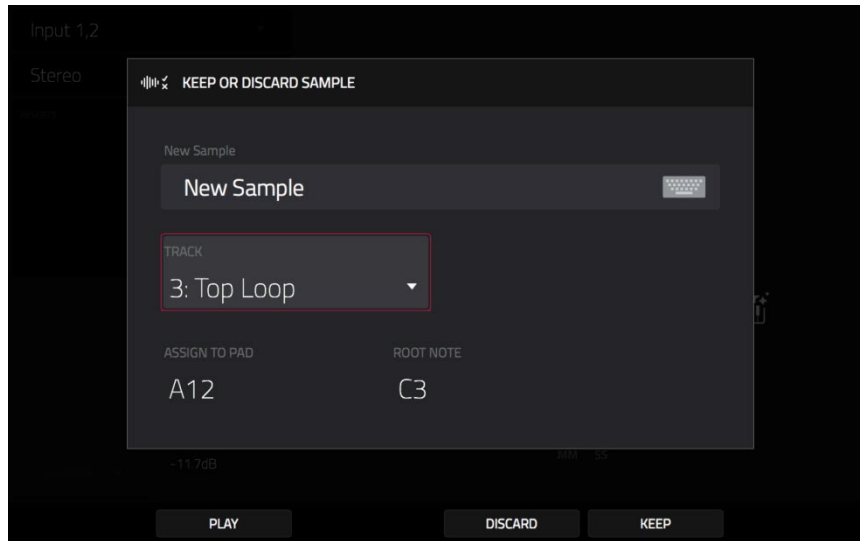 Input 1,2
Stereo
KEEP OR DISCARD SAMPLE
New Sample
New Sample
TRACK
3: Top Loop
ASSIGN TO PAD
ROOT NOTE
A12
C3
-11.7dB
MM SS
PLAY
DISCARD
KEEP